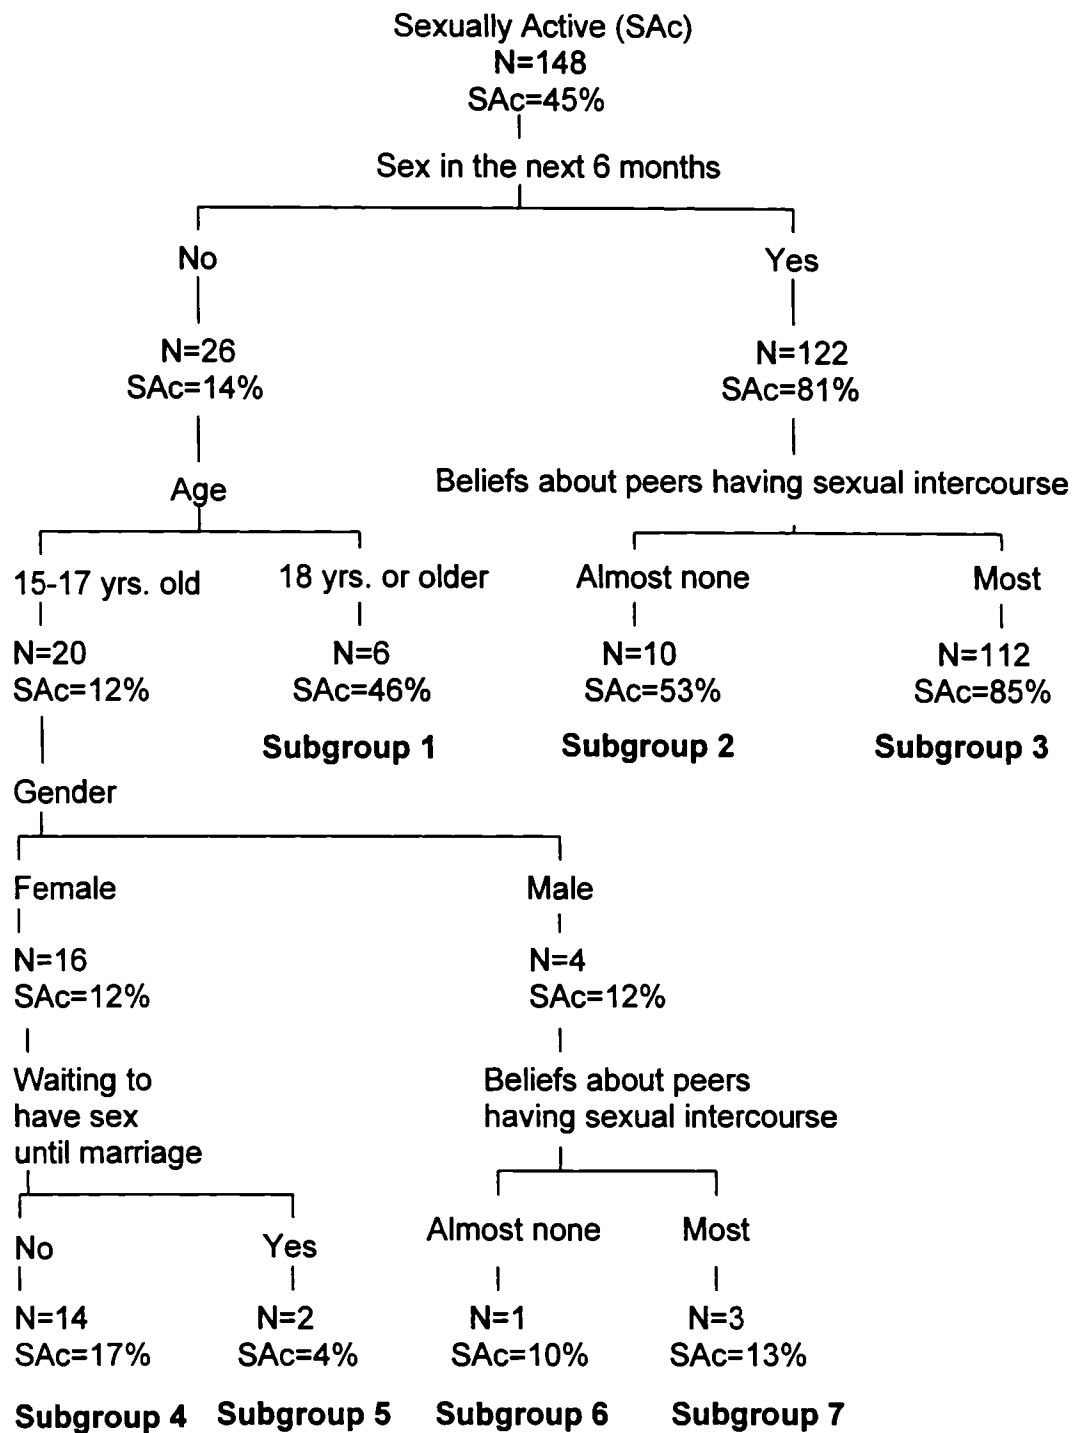 Sexually Active (SAc)
N=148
SAc=45%
Sex in the next 6 months
No
Yes
N=26
SAc=14%
N=122
SAc=81%
Age
Beliefs about peers having sexual intercourse
15-17 yrs. old
18 yrs. or older
Almost none
Most
N=20
SAc=12%
N=6
SAc=46%
N=10
SAc=53%
N=112
SAc=85%
Subgroup 1
Subgroup 2
Subgroup 3
Gender
Female
Male
N=16
SAc=12%
N=4
SAc=12%
Waiting to
have sex
until marriage
Beliefs about peers
having sexual intercourse
No
Yes
Almost none
Most
N=14
SAc=17%
N=2
SAc=4%
N=1
SAc=10%
N=3
SAc=13%
Subgroup 4
Subgroup 5
Subgroup 6
Subgroup 7